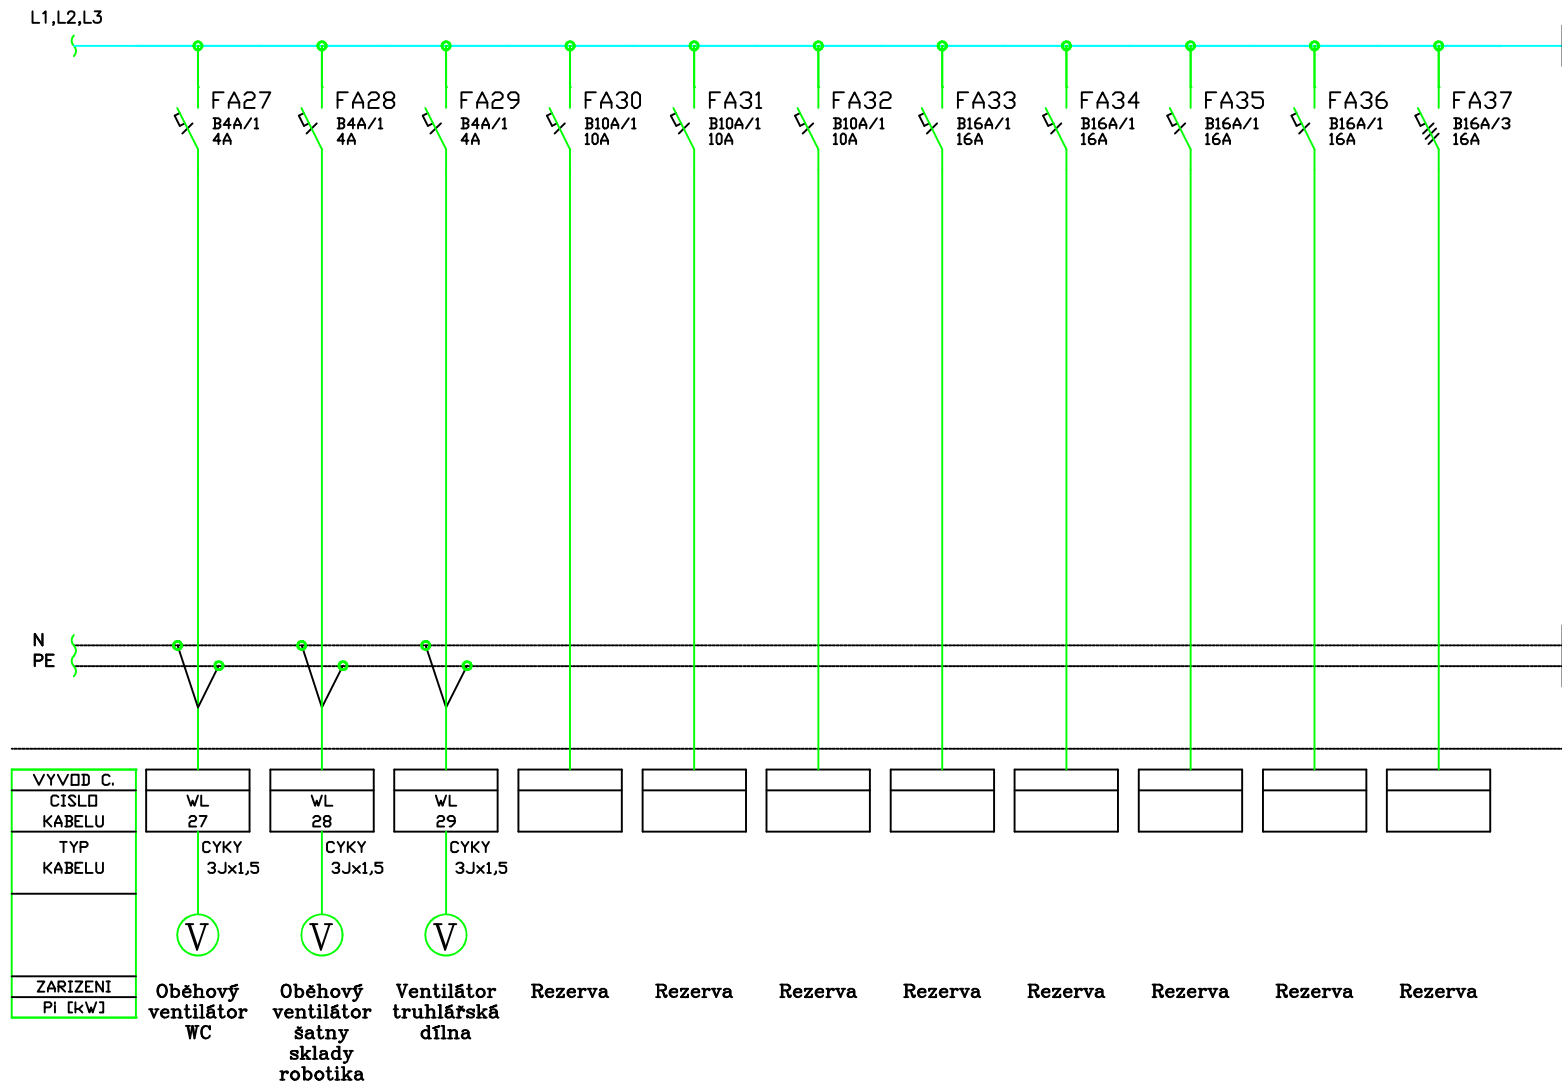 L1,L2,L3
FA27
B4A/1
4A
FA28
B4A/1
4A
FA29
B4A/1
4A
FA30
B10A/1
10A
FA31
B10A/1
10A
FA32
B10A/1
10A
FA33
B16A/1
16A
FA34
B16A/1
16A
FA35
B16A/1
16A
FA36
B16A/1
16A
FA37
B16A/3
16A
N
PE
VYVOD C.
CISLO
KABELU
WL
27
WL
28
WL
29
TYP
KABELU
CYKY
3Jx1,5
CYKY
3Jx1,5
CYKY
3Jx1,5
V
V
V
ZARIZENI
Pi [kW]
Oběhový
ventilátor
WC
Oběhový
ventilátor
šatny
sklady
robotika
Ventilátor
truhlářská
dílna
Rezerva
Rezerva
Rezerva
Rezerva
Rezerva
Rezerva
Rezerva
Rezerva